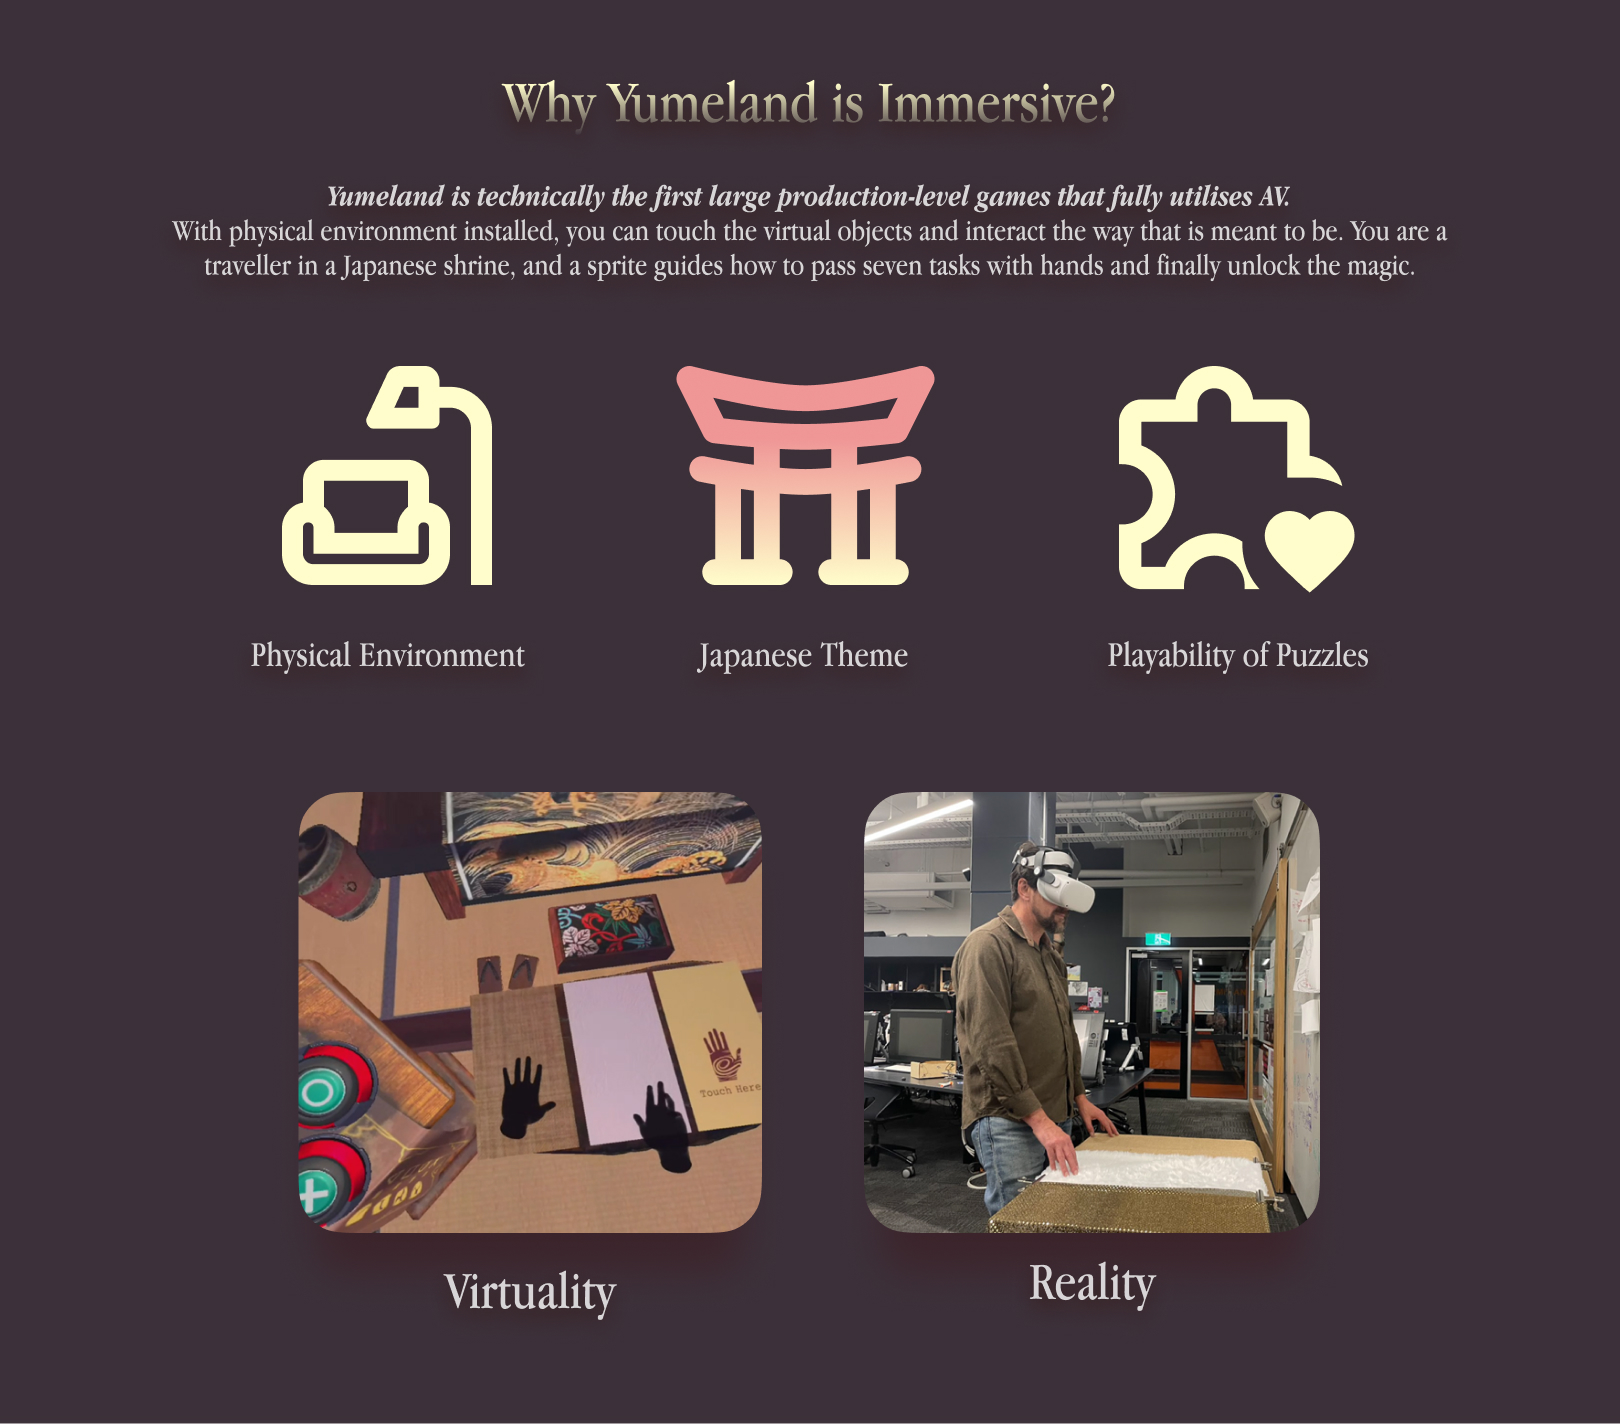 Why Yumeland is Immersive?
Yumeland is technically the first large production-level games that fully utilises AV.
With physical environment installed, you can touch the virtual objects and interact the way that is meant to be. You are a
traveller in a Japanese shrine, and a sprite guides how to pass seven tasks with hands and finally unlock the magic.
Physical Environment
Japanese Theme
Playability of Puzzles
Touch Here
Virtuality
Reality